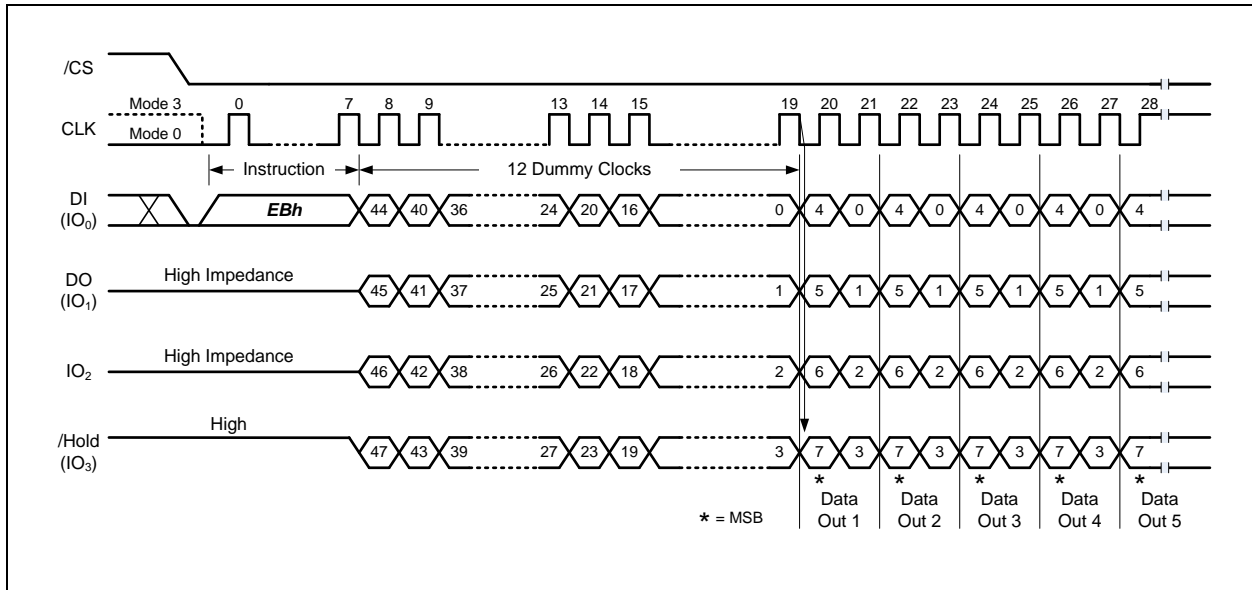 /CS
Mode 3 0 7 8 9 13 14 15 19 20 21 22 23 24 25 26 27 28
CLK
Mode 0
Instruction 12 Dummy Clocks
DI
(IO0)
EBh 44 40 36 24 20 16 0 4 0 4 0 4 0 4 0 4
DO
(IO1)
High Impedance 45 41 37 25 21 17 1 5 1 5 1 5 1 5 1 5
IO2
High Impedance 46 42 38 26 22 18 2 6 2 6 2 6 2 6 2 6
/Hold
(IO3)
High 47 43 39 27 23 19 3 7 3 7 3 7 3 7 3 7
* * * * *
* = MSB
Data Out 1
Data Out 2
Data Out 3
Data Out 4
Data Out 5